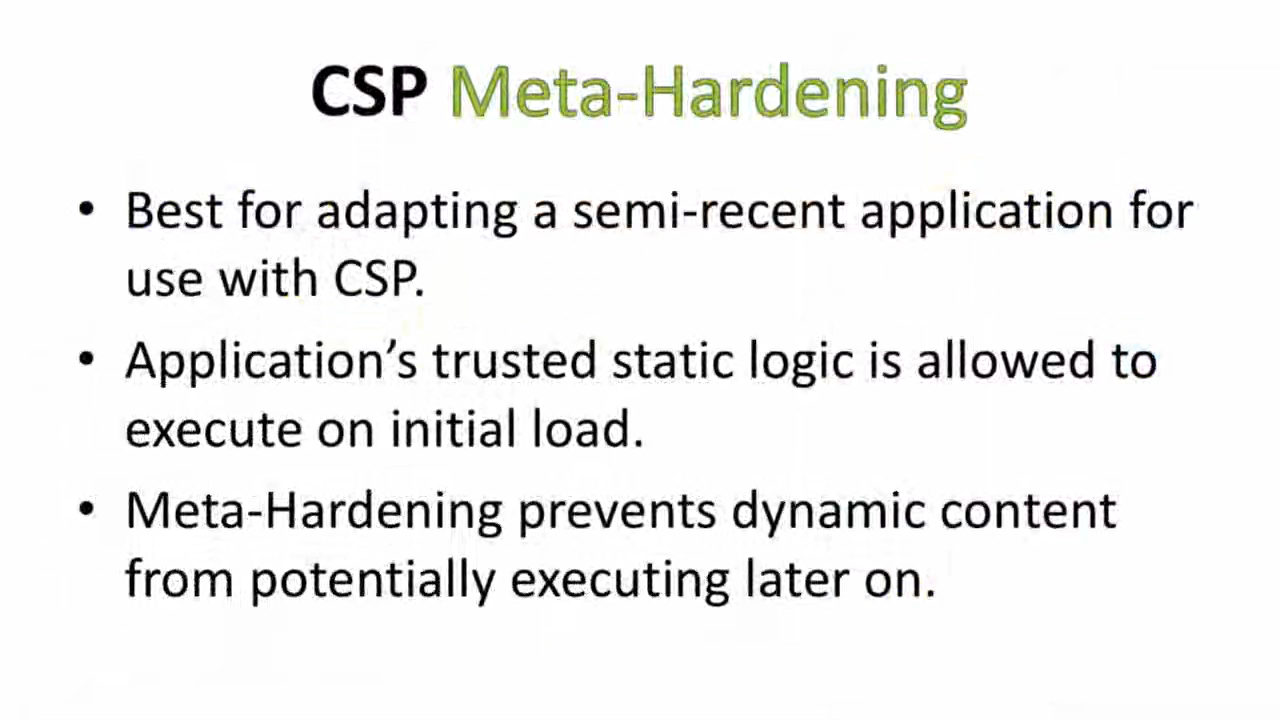 CSP Meta-Hardening
• Best for adapting a semi-recent application for
use with CSP.
• Application’s trusted static logic is allowed to
execute on initial load.
• Meta-Hardening prevents dynamic content
from potentially executing later on.